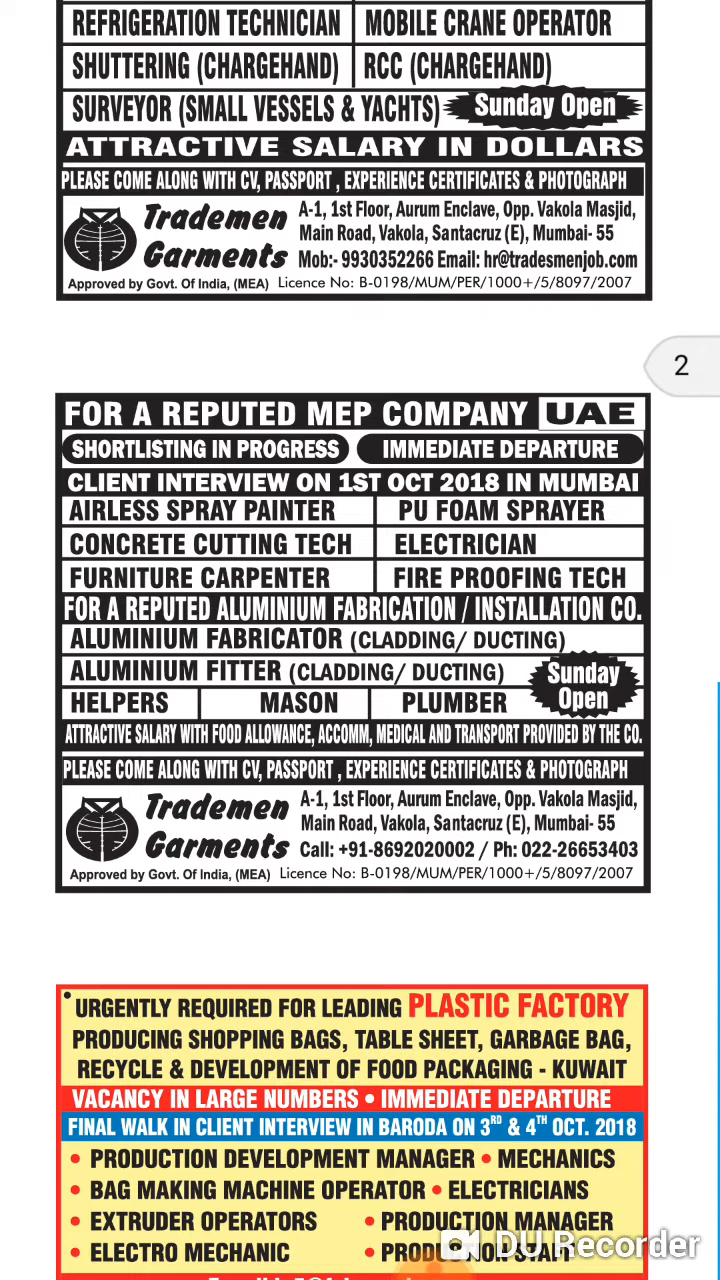 REFRIGERATION TECHNICIAN MOBILE CRANE OPERATOR
SHUTTERING (CHARGEHAND) RCC (CHARGEHAND)
SURVEYOR (SMALL VESSELS & YACHTS) Sunday Open
ATTRACTIVE SALARY IN DOLLARS
PLEASE COME ALONG WITH CV, PASSPORT , EXPERIENCE CERTIFICATES & PHOTOGRAPH
Trademen Garments
A-1, 1st Floor, Aurum Enclave, Opp. Vakola Masjid,
Main Road, Vakola, Santacruz (E), Mumbai- 55
Mob:- 9930352266 Email: hr@tradesmenjob.com
Approved by Govt. Of India, (MEA) Licence No: B-0198/MUM/PER/1000+/5/8097/2007
2
FOR A REPUTED MEP COMPANY UAE
SHORTLISTING IN PROGRESS IMMEDIATE DEPARTURE
CLIENT INTERVIEW ON 1ST OCT 2018 IN MUMBAI
AIRLESS SPRAY PAINTER PU FOAM SPRAYER
CONCRETE CUTTING TECH ELECTRICIAN
FURNITURE CARPENTER FIRE PROOFING TECH
FOR A REPUTED ALUMINIUM FABRICATION / INSTALLATION CO.
ALUMINIUM FABRICATOR (CLADDING/ DUCTING)
ALUMINIUM FITTER (CLADDING/ DUCTING) Sunday Open
HELPERS MASON PLUMBER
ATTRACTIVE SALARY WITH FOOD ALLOWANCE, ACCOMM, MEDICAL AND TRANSPORT PROVIDED BY THE CO.
PLEASE COME ALONG WITH CV, PASSPORT , EXPERIENCE CERTIFICATES & PHOTOGRAPH
Trademen Garments
A-1, 1st Floor, Aurum Enclave, Opp. Vakola Masjid,
Main Road, Vakola, Santacruz (E), Mumbai- 55
Call: +91-8692020002 / Ph: 022-26653403
Approved by Govt. Of India, (MEA) Licence No: B-0198/MUM/PER/1000+/5/8097/2007
• URGENTLY REQUIRED FOR LEADING PLASTIC FACTORY
PRODUCING SHOPPING BAGS, TABLE SHEET, GARBAGE BAG,
RECYCLE & DEVELOPMENT OF FOOD PACKAGING - KUWAIT
VACANCY IN LARGE NUMBERS • IMMEDIATE DEPARTURE
FINAL WALK IN CLIENT INTERVIEW IN BARODA ON 3RD & 4TH OCT. 2018
• PRODUCTION DEVELOPMENT MANAGER • MECHANICS
• BAG MAKING MACHINE OPERATOR • ELECTRICIANS
• EXTRUDER OPERATORS • PRODUCTION MANAGER
• ELECTRO MECHANIC • PRODUCTION STAFF
DU Recorder